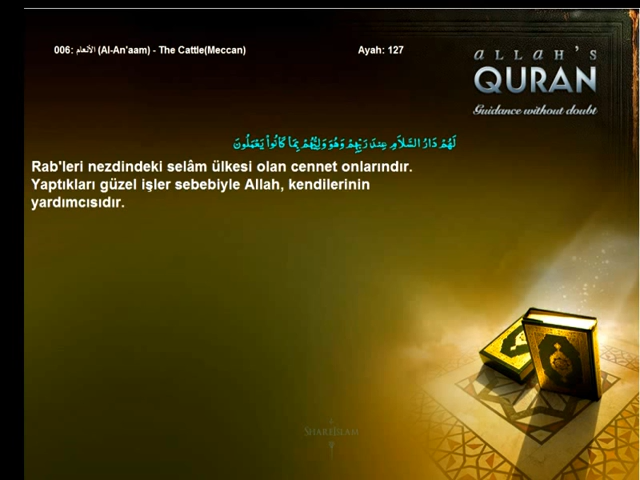 006: الأنعام (Al-An'aam) - The Cattle(Meccan) Ayah: 127
ALLAH'S
QURAN
Guidance without doubt
لَهُمْ دَارُ السَّلَامِ عِندَ رَبِّهِمْ وَهُوَ وَلِيُّهُمْ بِمَا كَانُوا يَعْمَلُونَ
Rab'leri nezdindeki selâm ülkesi olan cennet onlarındır.
Yaptıkları güzel işler sebebiyle Allah, kendilerinin
yardımcısıdır.
SHAREISLAM